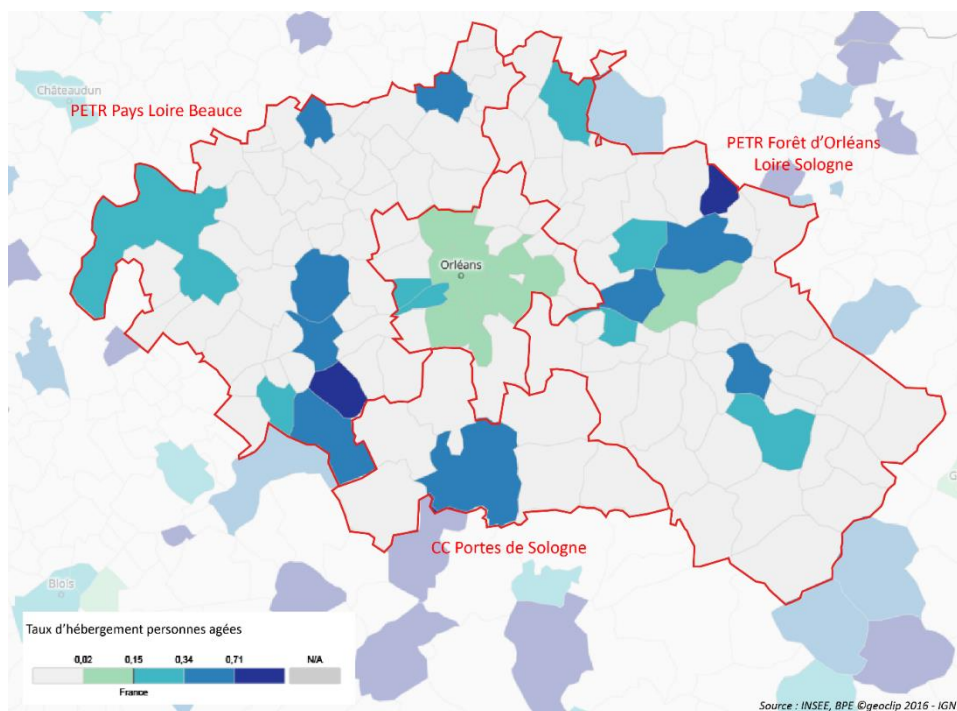 Châteaudun
PETR Pays Loire Beauce
PETR Forêt d'Orléans
Loire Sologne
Orléans
CC Portes de Sologne
Blois
G
Taux d'hébergement personnes agées
0,02 0,15 0,34 0,71 N/A
France
Source : INSEE, BPE ©geoclip 2016 - IGN